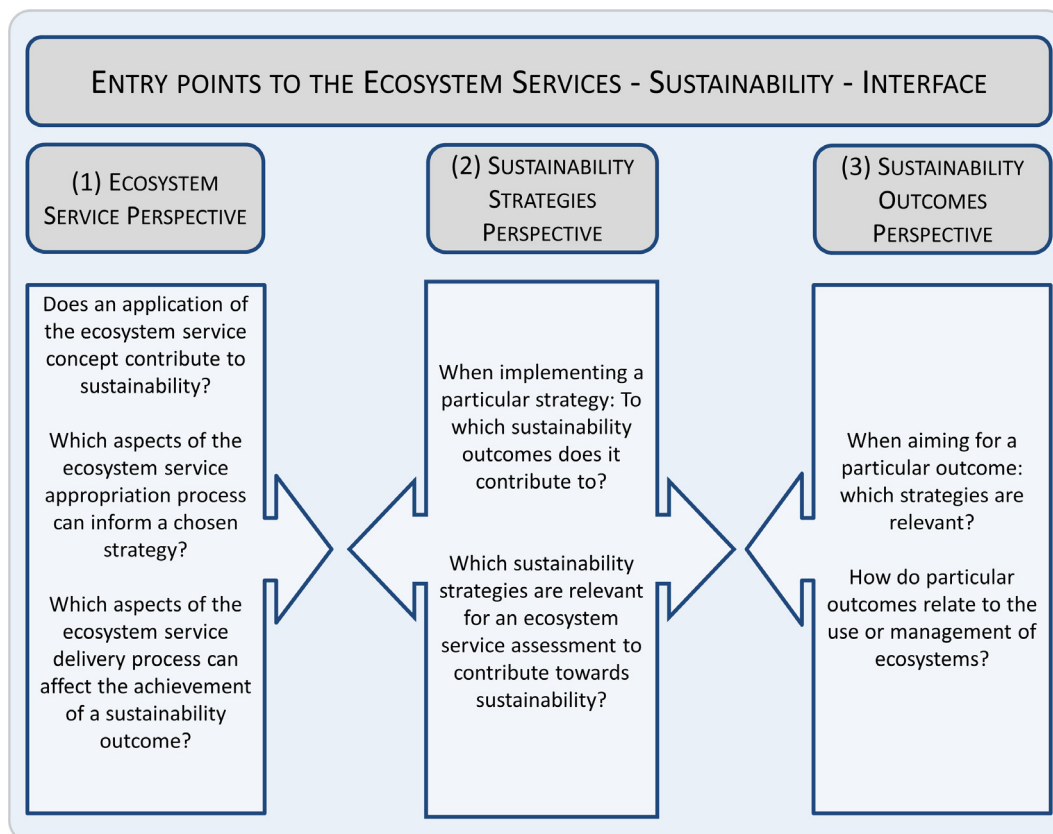 ENTRY POINTS TO THE ECOSYSTEM SERVICES - SUSTAINABILITY - INTERFACE
(1) ECOSYSTEM
SERVICE PERSPECTIVE
(2) SUSTAINABILITY
STRATEGIES
PERSPECTIVE
(3) SUSTAINABILITY
OUTCOMES
PERSPECTIVE
Does an application of
the ecosystem service
concept contribute to
sustainability?
Which aspects of the
ecosystem service
appropriation process
can inform a chosen
strategy?
Which aspects of the
ecosystem service
delivery process can
affect the achievement
of a sustainability
outcome?
When implementing a
particular strategy: To
which sustainability
outcomes does it
contribute to?
Which sustainability
strategies are relevant
for an ecosystem
service assessment to
contribute towards
sustainability?
When aiming for a
particular outcome:
which strategies are
relevant?
How do particular
outcomes relate to the
use or management of
ecosystems?